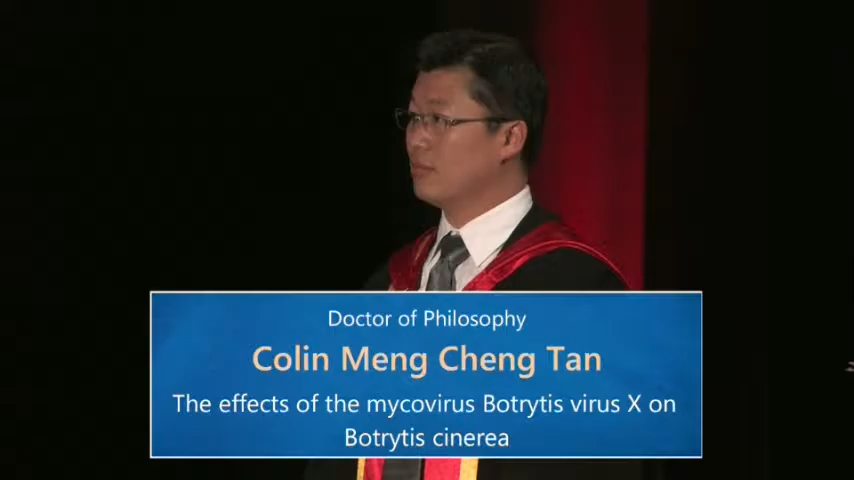 Doctor of Philosophy
Colin Meng Cheng Tan
The effects of the mycovirus Botrytis virus X on
Botrytis cinerea